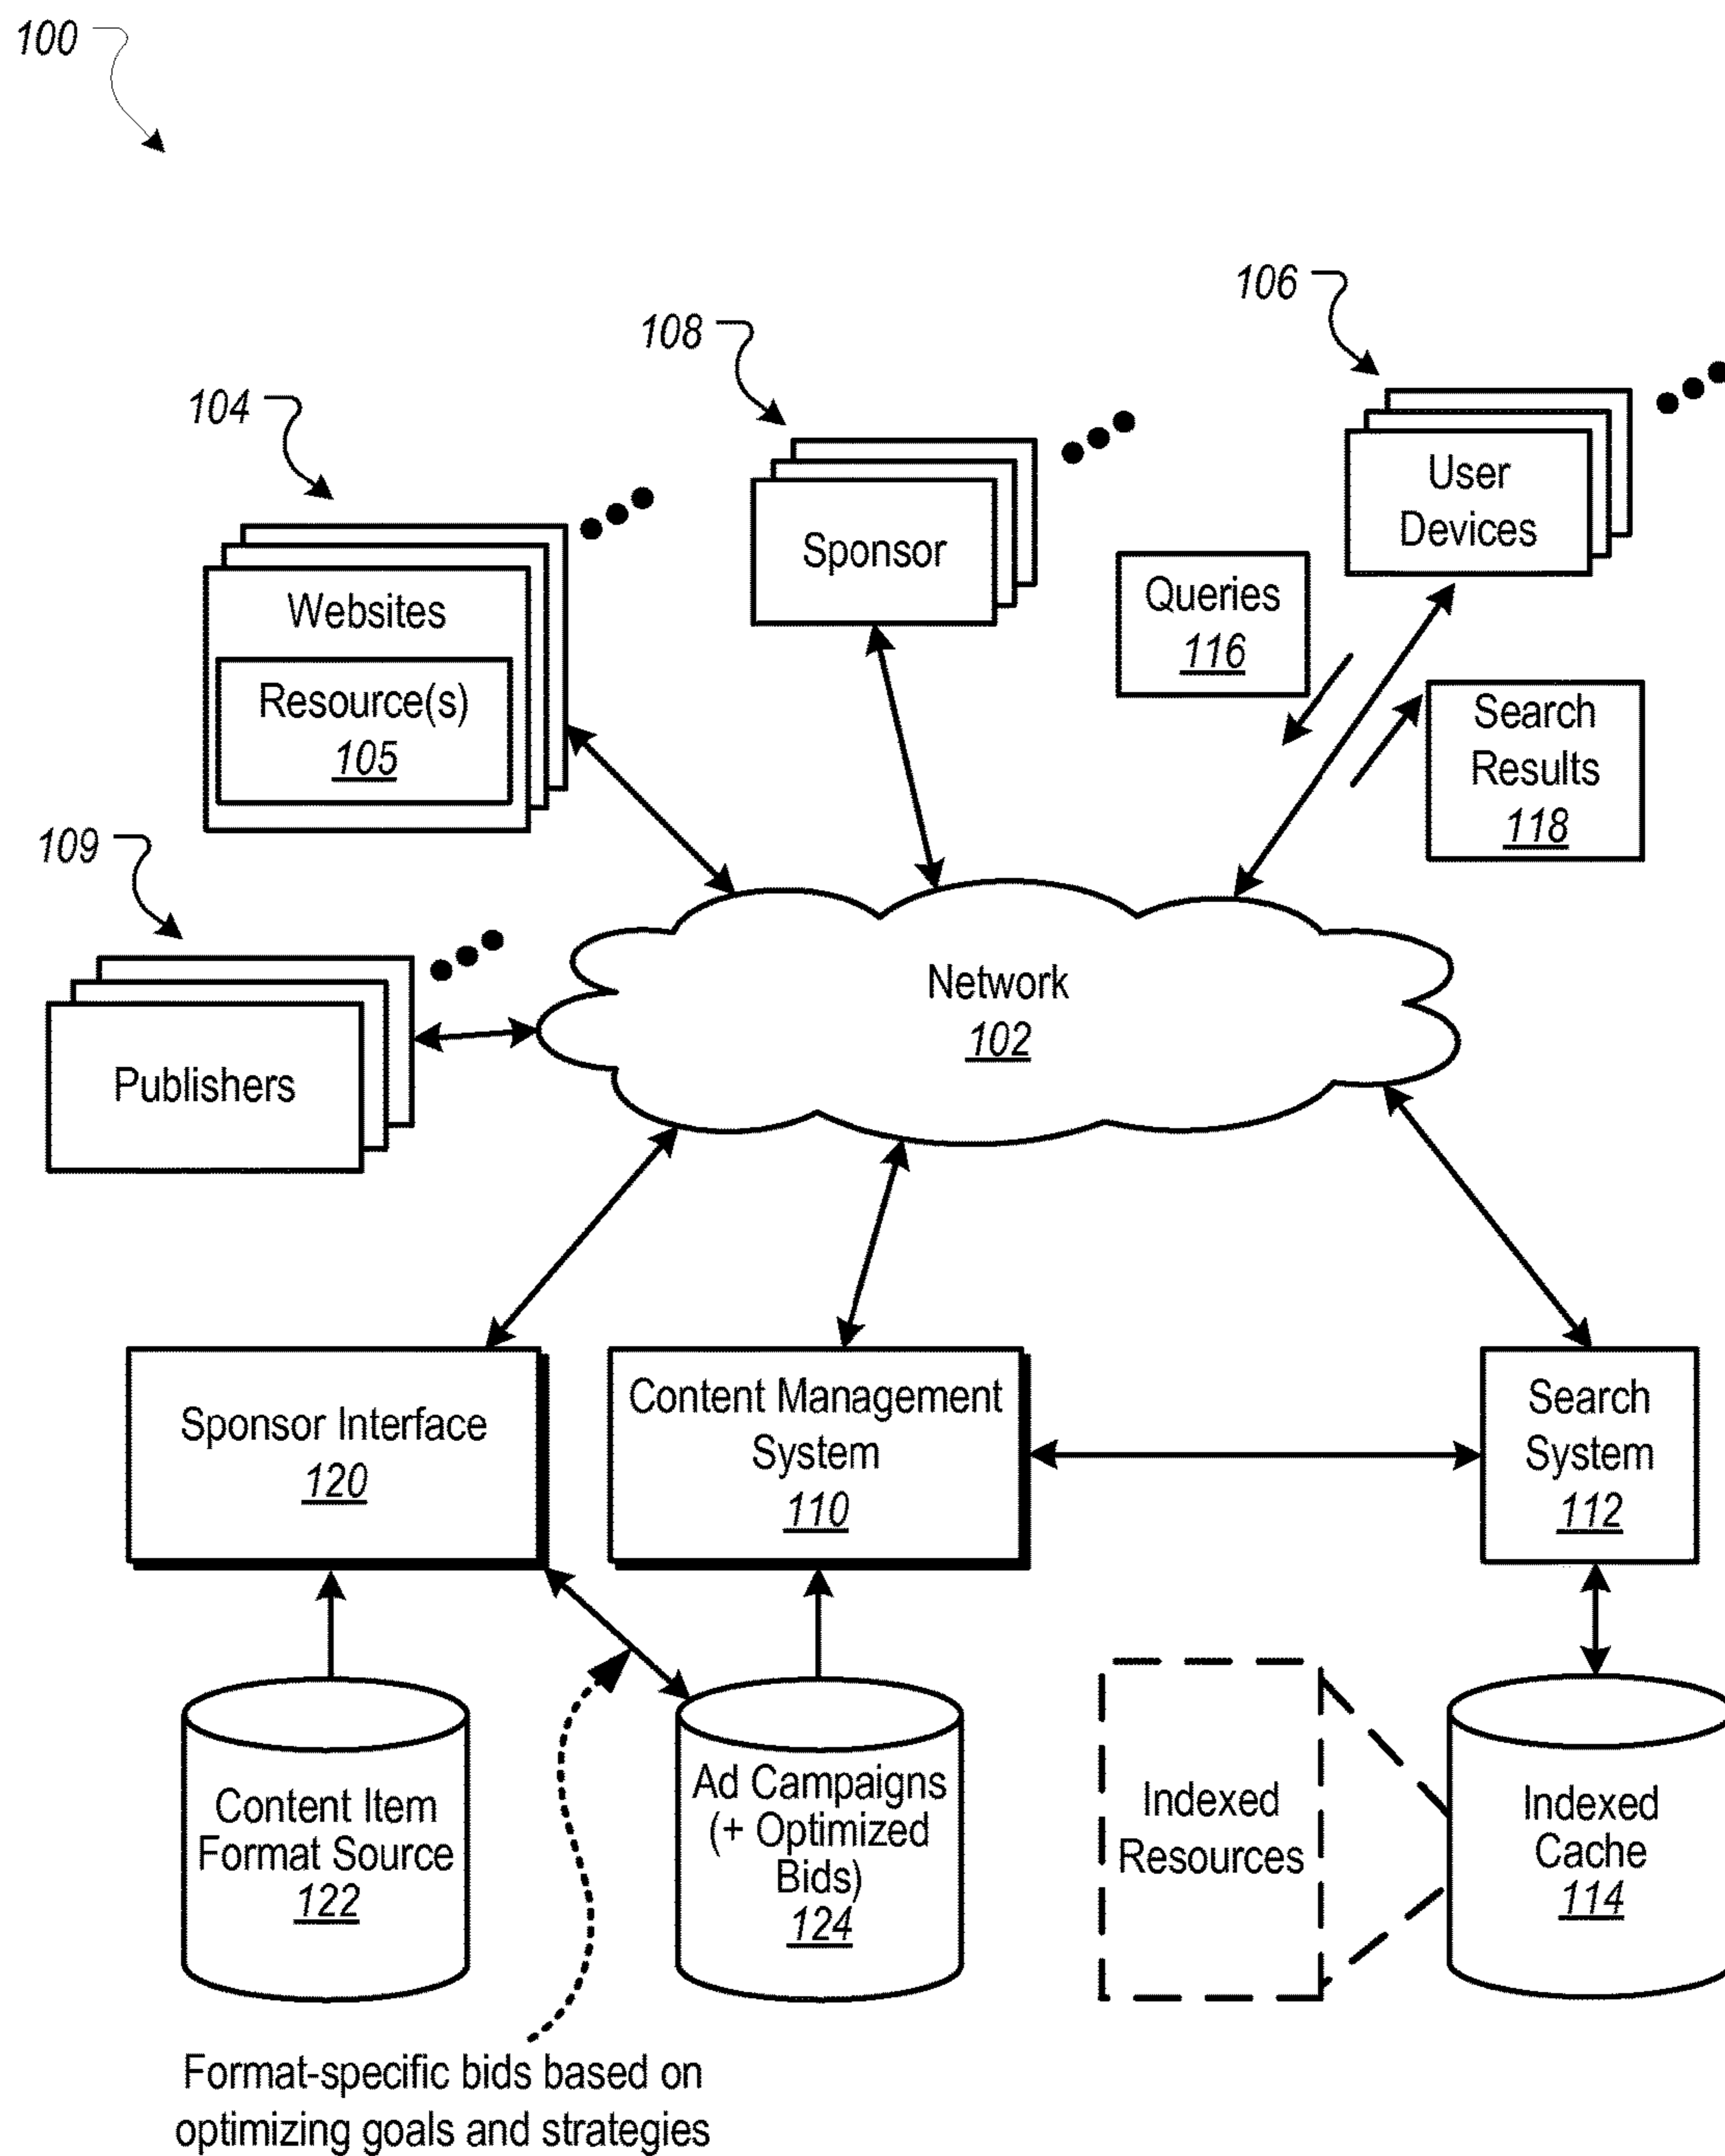 100
106
108
104
User
Devices
Sponsor
Queries
116
Websites
Resource(s)
105
Search
Results
118
109
Network
102
Publishers
Sponsor Interface
120
Content Management
System
110
Search
System
112
Content Item
Format Source
122
Ad Campaigns
(+ Optimized
Bids)
124
Indexed
Resources
Indexed
Cache
114
Format-specific bids based on
optimizing goals and strategies